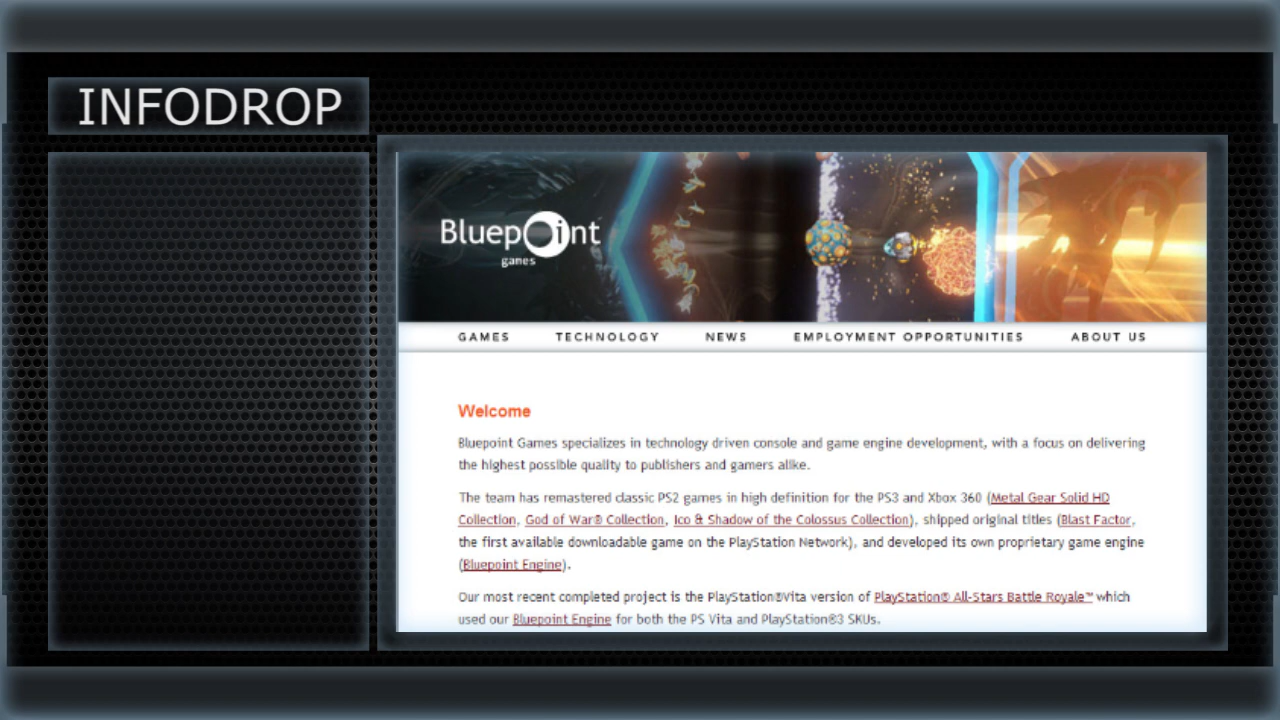 INFODROP
Bluepoint
games
GAMES TECHNOLOGY NEWS EMPLOYMENT OPPORTUNITIES ABOUT US
Welcome
Bluepoint Games specializes in technology driven console and game engine development, with a focus on delivering
the highest possible quality to publishers and gamers alike.
The team has remastered classic PS2 games in high definition for the PS3 and Xbox 360 (Metal Gear Solid HD
Collection, God of War® Collection, Ico & Shadow of the Colossus Collection), shipped original titles (Blast Factor,
the first available downloadable game on the PlayStation Network), and developed its own proprietary game engine
(Bluepoint Engine).
Our most recent completed project is the PlayStation®Vita version of PlayStation® All-Stars Battle Royale™ which
used our Bluepoint Engine for both the PS Vita and PlayStation®3 SKUs.